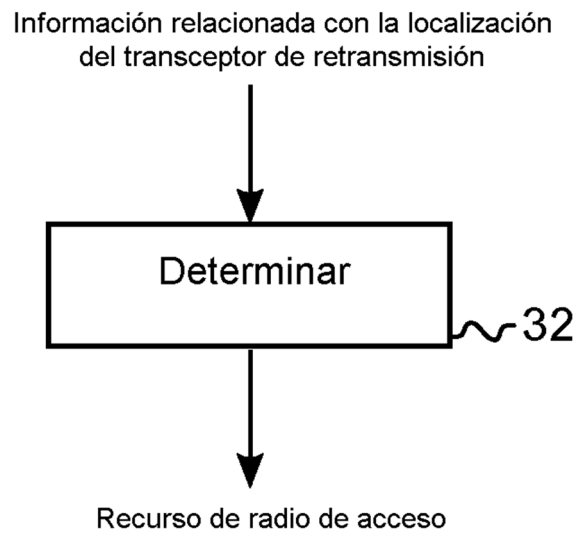 Información relacionada con la localización
del transceptor de retransmisión
Determinar
32
Recurso de radio de acceso